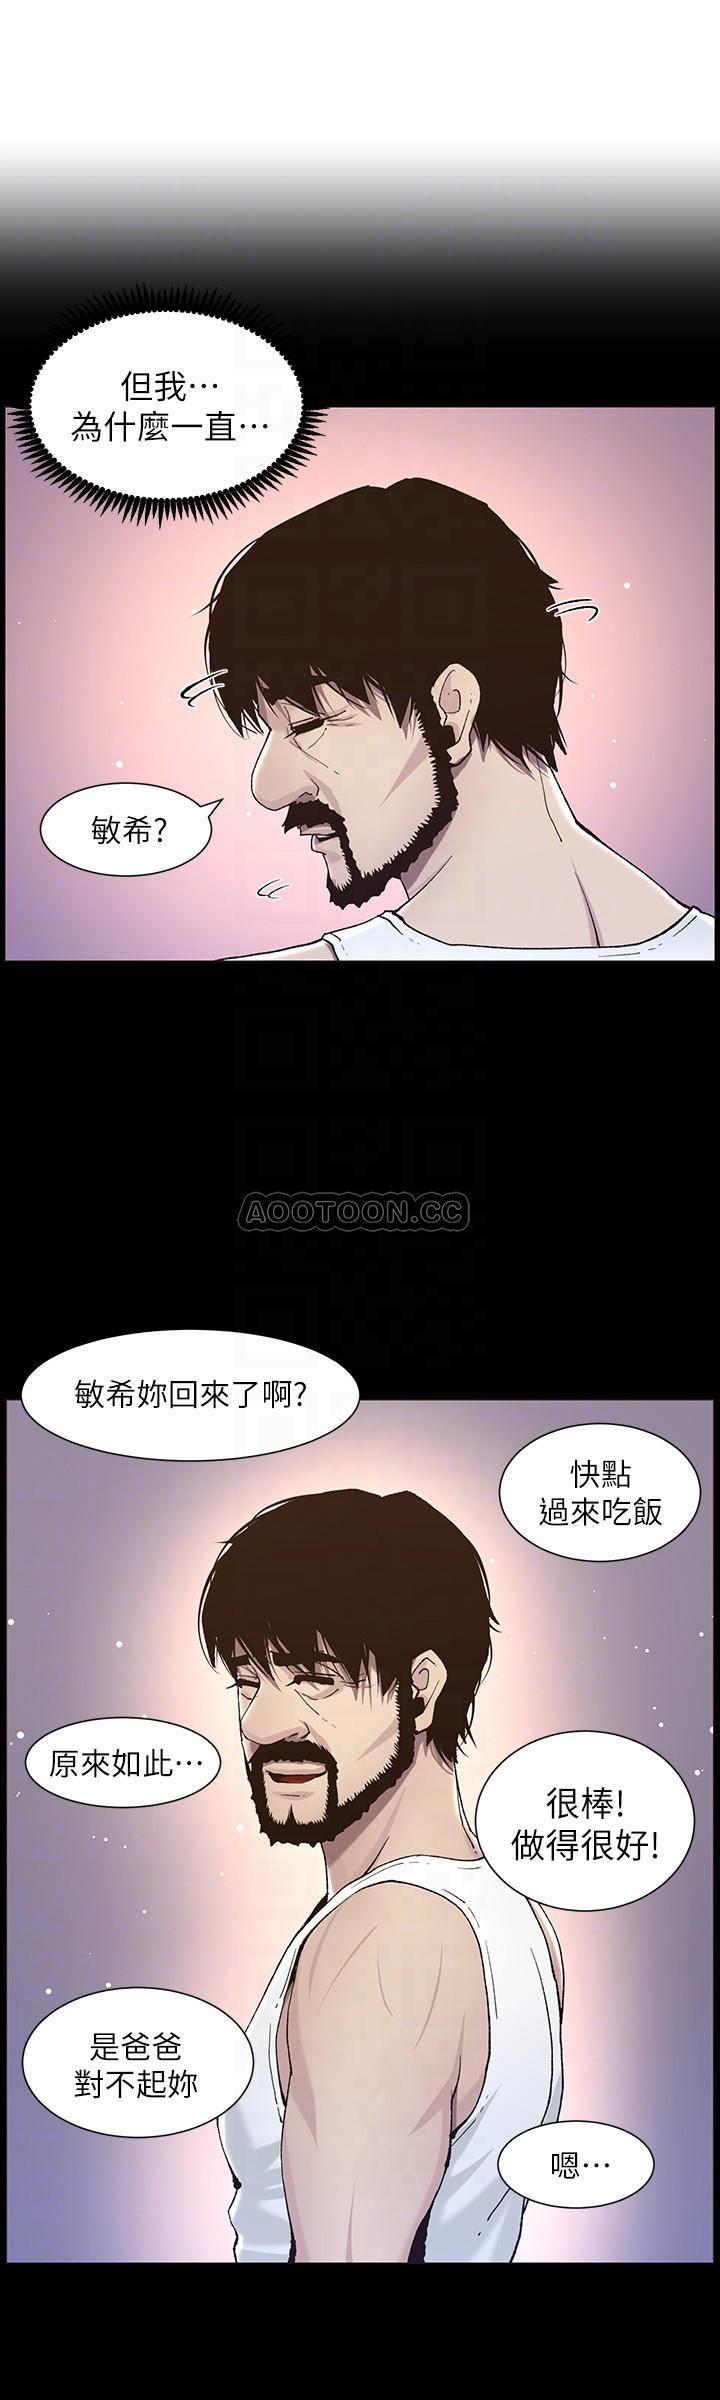 但我…
為什麼一直…
敏希?
AOOTOON.CC
敏希妳回來了啊?
快點
過來吃飯
原來如此…
很棒!
做得很好!
是爸爸
對不起妳
嗯…